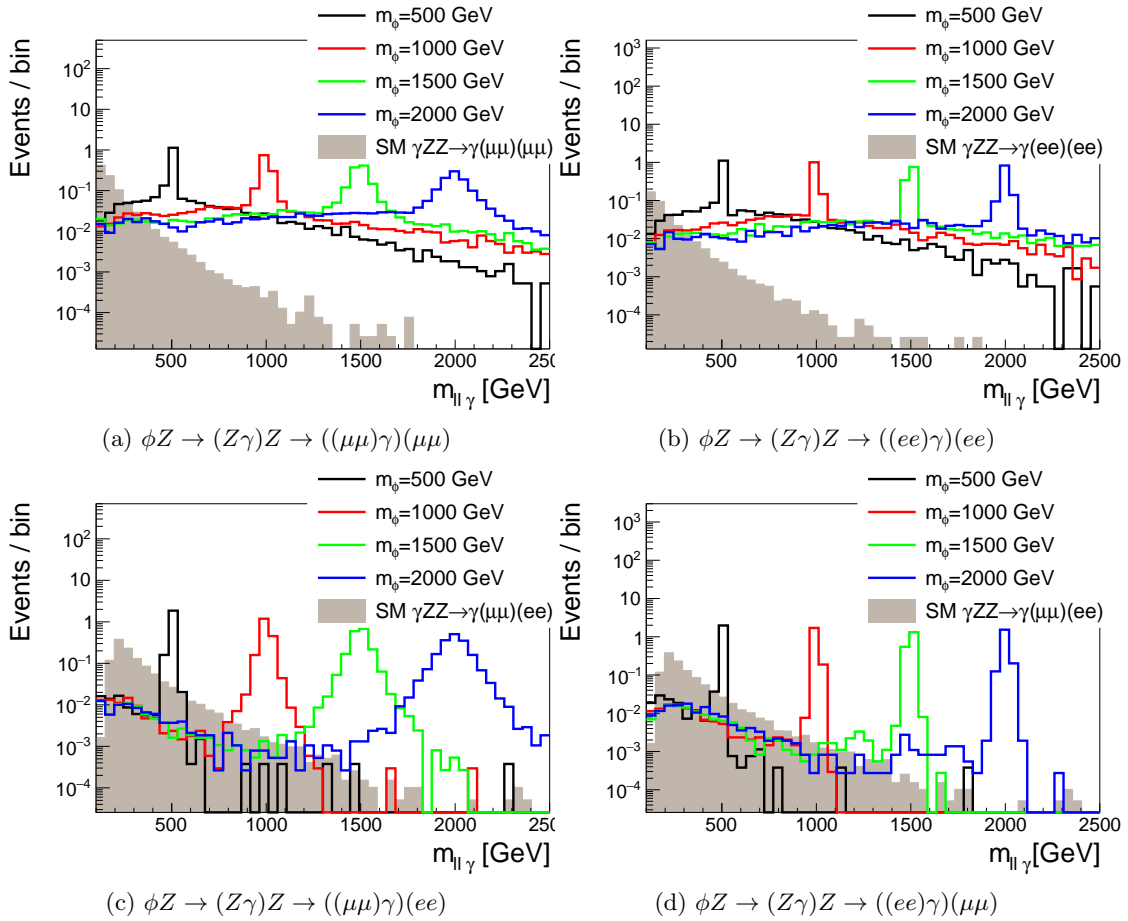 Events / bin
10²
10
1
10⁻¹
10⁻²
10⁻³
10⁻⁴
500 1000 1500 2000 2500
m_llγ [GeV]
m_ϕ=500 GeV
m_ϕ=1000 GeV
m_ϕ=1500 GeV
m_ϕ=2000 GeV
SM γZZ→γ(μμ)(μμ)
(a) ϕZ → (Zγ)Z → ((μμ)γ)(μμ)
Events / bin
10³
10²
10
1
10⁻¹
10⁻²
10⁻³
10⁻⁴
500 1000 1500 2000 2500
m_llγ [GeV]
m_ϕ=500 GeV
m_ϕ=1000 GeV
m_ϕ=1500 GeV
m_ϕ=2000 GeV
SM γZZ→γ(ee)(ee)
(b) ϕZ → (Zγ)Z → ((ee)γ)(ee)
Events / bin
10²
10
1
10⁻¹
10⁻²
10⁻³
10⁻⁴
500 1000 1500 2000 250
m_llγ [GeV]
m_ϕ=500 GeV
m_ϕ=1000 GeV
m_ϕ=1500 GeV
m_ϕ=2000 GeV
SM γZZ→γ(μμ)(ee)
(c) ϕZ → (Zγ)Z → ((μμ)γ)(ee)
Events / bin
10³
10²
10
1
10⁻¹
10⁻²
10⁻³
10⁻⁴
500 1000 1500 2000 2500
m_llγ [GeV]
m_ϕ=500 GeV
m_ϕ=1000 GeV
m_ϕ=1500 GeV
m_ϕ=2000 GeV
SM γZZ→γ(μμ)(ee)
(d) ϕZ → (Zγ)Z → ((ee)γ)(μμ)